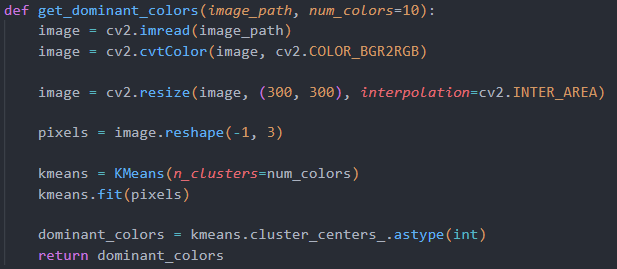 def get_dominant_colors(image_path, num_colors=10):
    image = cv2.imread(image_path)
    image = cv2.cvtColor(image, cv2.COLOR_BGR2RGB)

    image = cv2.resize(image, (300, 300), interpolation=cv2.INTER_AREA)

    pixels = image.reshape(-1, 3)

    kmeans = KMeans(n_clusters=num_colors)
    kmeans.fit(pixels)

    dominant_colors = kmeans.cluster_centers_.astype(int)
    return dominant_colors